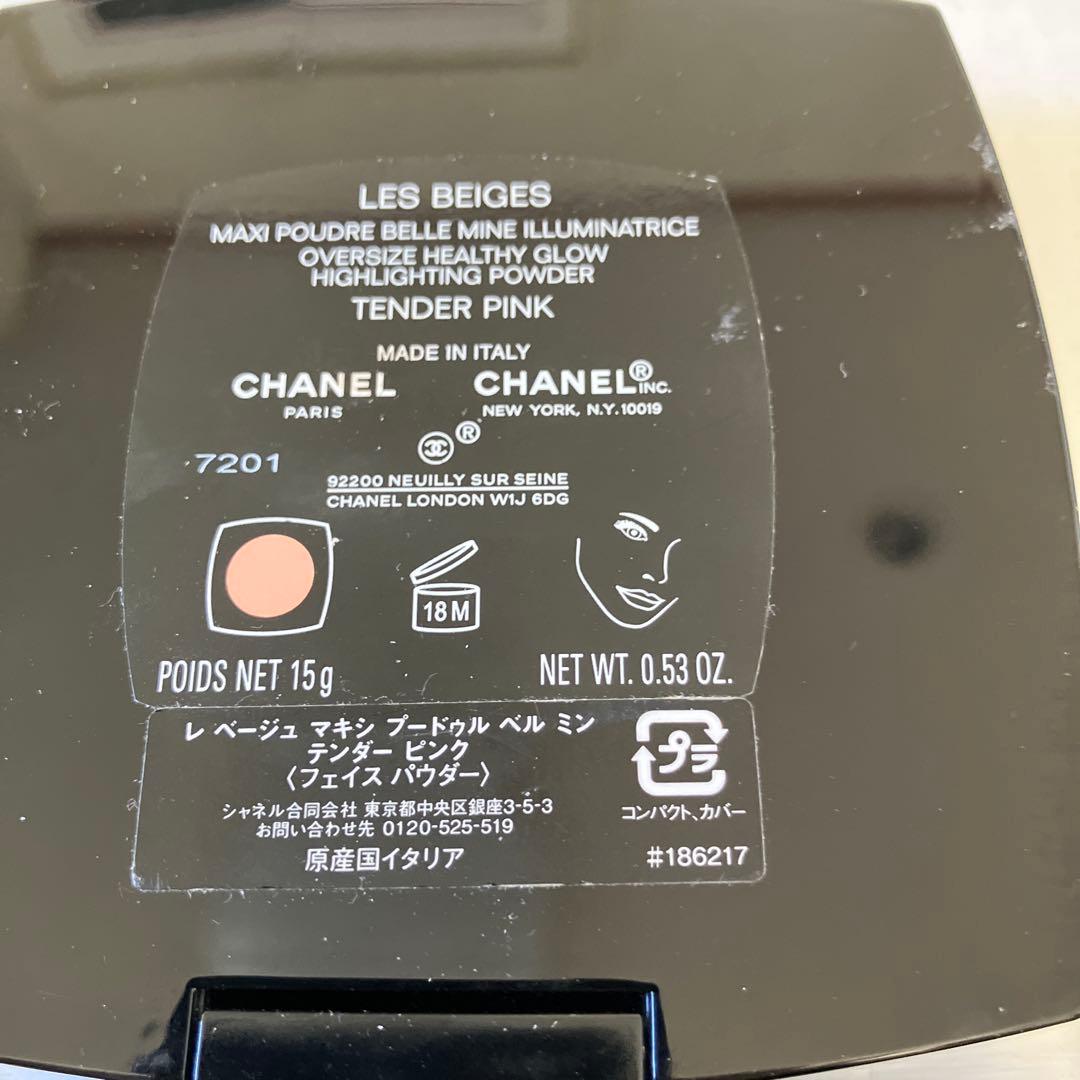 LES BEIGES
MAXI POUDRE BELLE MINE ILLUMINATRICE
OVERSIZE HEALTHY GLOW
HIGHLIGHTING POWDER
TENDER PINK
MADE IN ITALY
CHANEL CHANEL® INC.
PARIS NEW YORK, N.Y. 10019
®
7201
92200 NEUILLY SUR SEINE
CHANEL LONDON W1J 6DG
18 M
POIDS NET 15 g NET WT. 0.53 OZ.
レ ベージュ マキシ プードゥル ベル ミン
テンダー ピンク
〈フェイス パウダー〉
プラ
コンパクト、カバー
シャネル合同会社 東京都中央区銀座3-5-3
お問い合わせ先 0120-525-519
原産国イタリア #186217